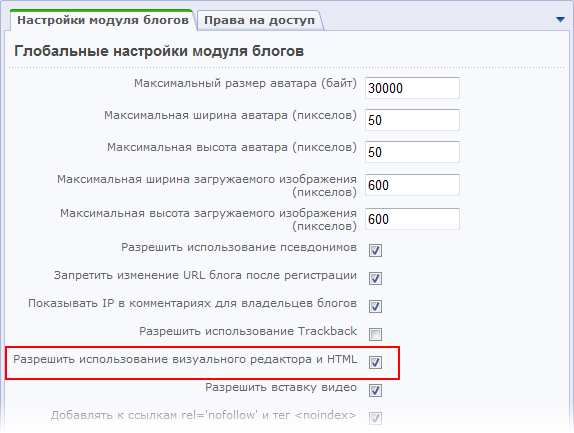 Настройки модуля блогов
Права на доступ
Глобальные настройки модуля блогов
Максимальный размер аватара (байт)
30000
Максимальная ширина аватара (пикселов)
50
Максимальная высота аватара (пикселов)
50
Максимальная ширина загружаемого изображения
(пикселов)
600
Максимальная высота загружаемого изображения
(пикселов)
600
Разрешить использование псевдонимов
Запретить изменение URL блога после регистрации
Показывать IP в комментариях для владельцев блогов
Разрешить использование Trackback
Разрешить использование визуального редактора и HTML
Разрешить вставку видео
Добавлять к ссылкам rel='nofollow' и тег <noindex>